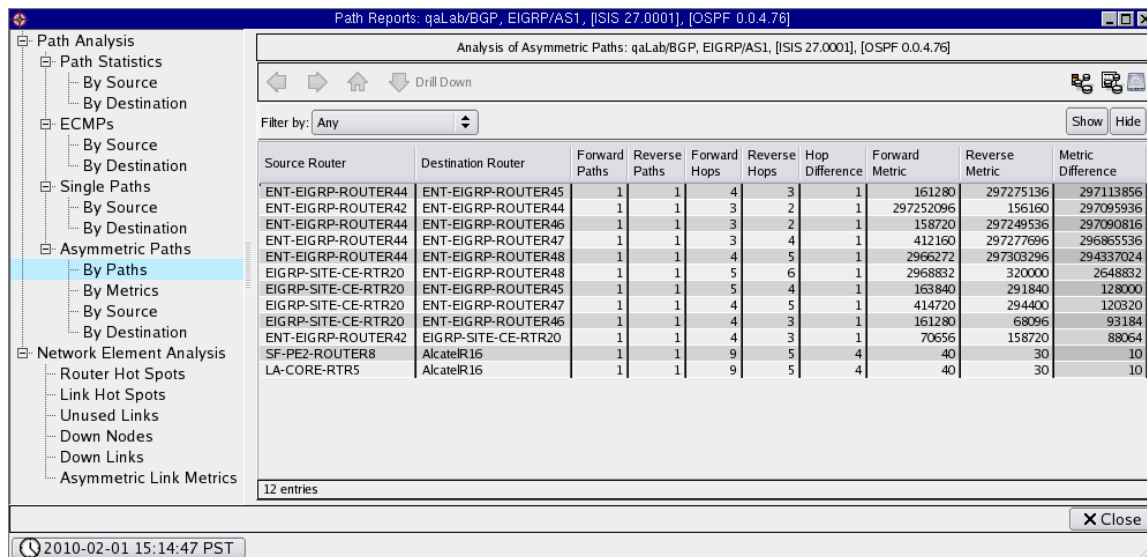 Path Reports: qaLab/BGP, EIGRP/AS1, [ISIS 27.0001], [OSPF 0.0.4.76]
Path Analysis
Path Statistics
By Source
By Destination
ECMPs
By Source
By Destination
Single Paths
By Source
By Destination
Asymmetric Paths
By Paths
By Metrics
By Source
By Destination
Network Element Analysis
Router Hot Spots
Link Hot Spots
Unused Links
Down Nodes
Down Links
Asymmetric Link Metrics
Analysis of Asymmetric Paths: qaLab/BGP, EIGRP/AS1, [ISIS 27.0001], [OSPF 0.0.4.76]
Drill Down
Filter by: Any Show Hide
Source Router Destination Router Forward Paths Reverse Paths Forward Hops Reverse Hops Hop Difference Forward Metric Reverse Metric Metric Difference
ENT-EIGRP-ROUTER44 ENT-EIGRP-ROUTER45 1 1 4 3 1 161280 297275136 297113856
ENT-EIGRP-ROUTER42 ENT-EIGRP-ROUTER44 1 1 3 2 1 297252096 156160 297095936
ENT-EIGRP-ROUTER44 ENT-EIGRP-ROUTER46 1 1 3 2 1 158720 297249536 297090816
ENT-EIGRP-ROUTER44 ENT-EIGRP-ROUTER47 1 1 3 4 1 412160 297277696 296865536
ENT-EIGRP-ROUTER44 ENT-EIGRP-ROUTER48 1 1 4 5 1 2966272 297303296 294337024
EIGRP-SITE-CE-RTR20 ENT-EIGRP-ROUTER48 1 1 5 6 1 2968832 320000 2648832
EIGRP-SITE-CE-RTR20 ENT-EIGRP-ROUTER45 1 1 5 4 1 163840 291840 128000
EIGRP-SITE-CE-RTR20 ENT-EIGRP-ROUTER47 1 1 4 5 1 414720 294400 120320
EIGRP-SITE-CE-RTR20 ENT-EIGRP-ROUTER46 1 1 4 3 1 161280 68096 93184
ENT-EIGRP-ROUTER42 EIGRP-SITE-CE-RTR20 1 1 4 3 1 70656 158720 88064
SF-PE2-ROUTER8 AlcatelR16 1 1 9 5 4 40 30 10
LA-CORE-RTR5 AlcatelR16 1 1 9 5 4 40 30 10
12 entries
Close
2010-02-01 15:14:47 PST